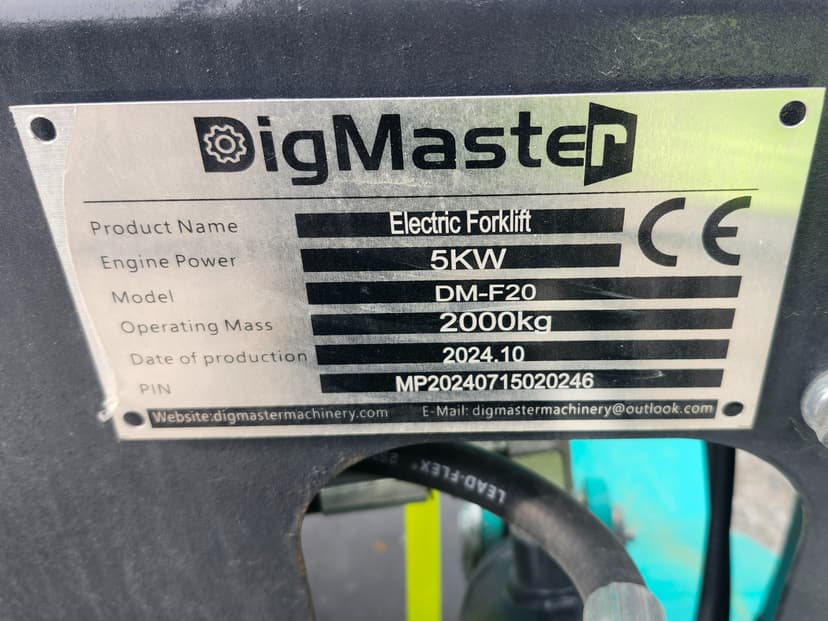 DigMaster
Product Name Electric Forklift
CE
Engine Power 5KW
Model DM-F20
Operating Mass 2000kg
Date of production 2024.10
PIN MP20240715020246
Website:digmastermachinery.com E-Mail: digmastermachinery@outlook.com
LEAD-FLEX®